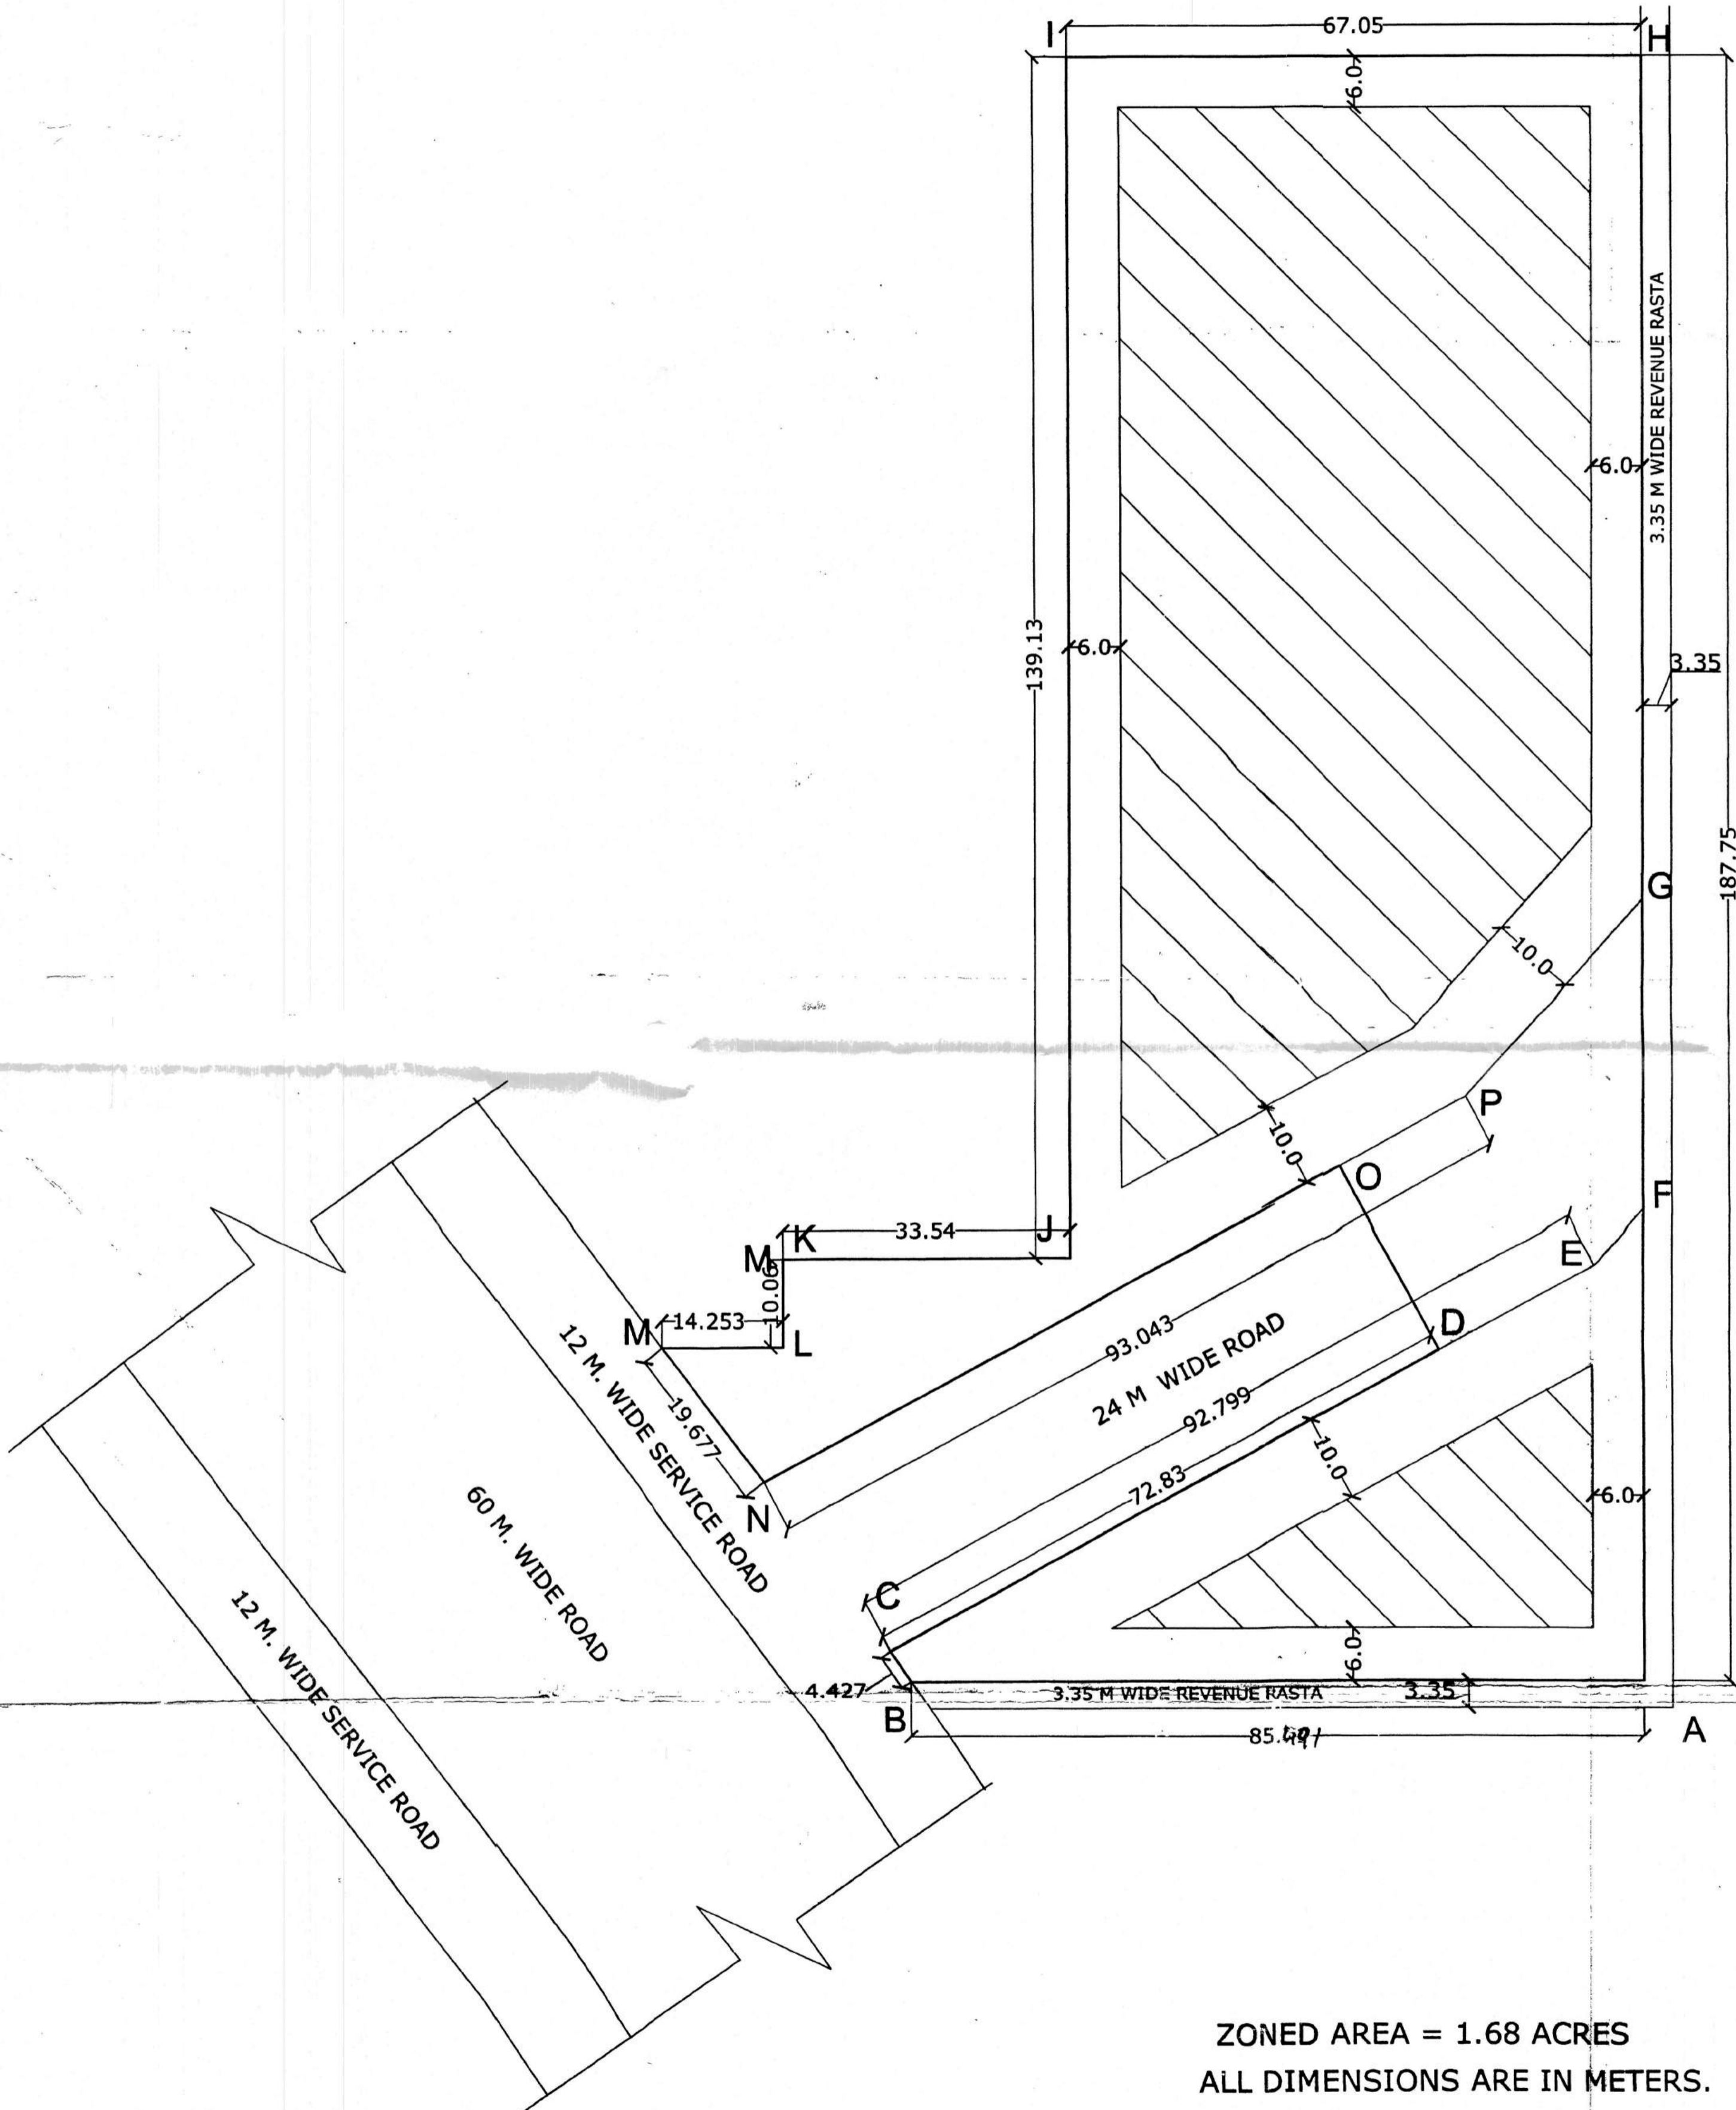 67.05
I
H
6.0
3.35 M WIDE REVENUE RASTA
6.0
139.13
6.0
3.35
187.75
G
10.0
P
10.0
O
F
33.54
J
K
M
10.06
E
14.253
M
L
D
93.043
12 M. WIDE SERVICE ROAD
24 M WIDE ROAD
19.677
92.799
10.0
72.83
N
6.0
60 M. WIDE ROAD
C
12 M. WIDE SERVICE ROAD
6.0
4.427
3.35 M WIDE REVENUE RASTA
3.35
B
A
ZONED AREA = 1.68 ACRES
ALL DIMENSIONS ARE IN METERS.